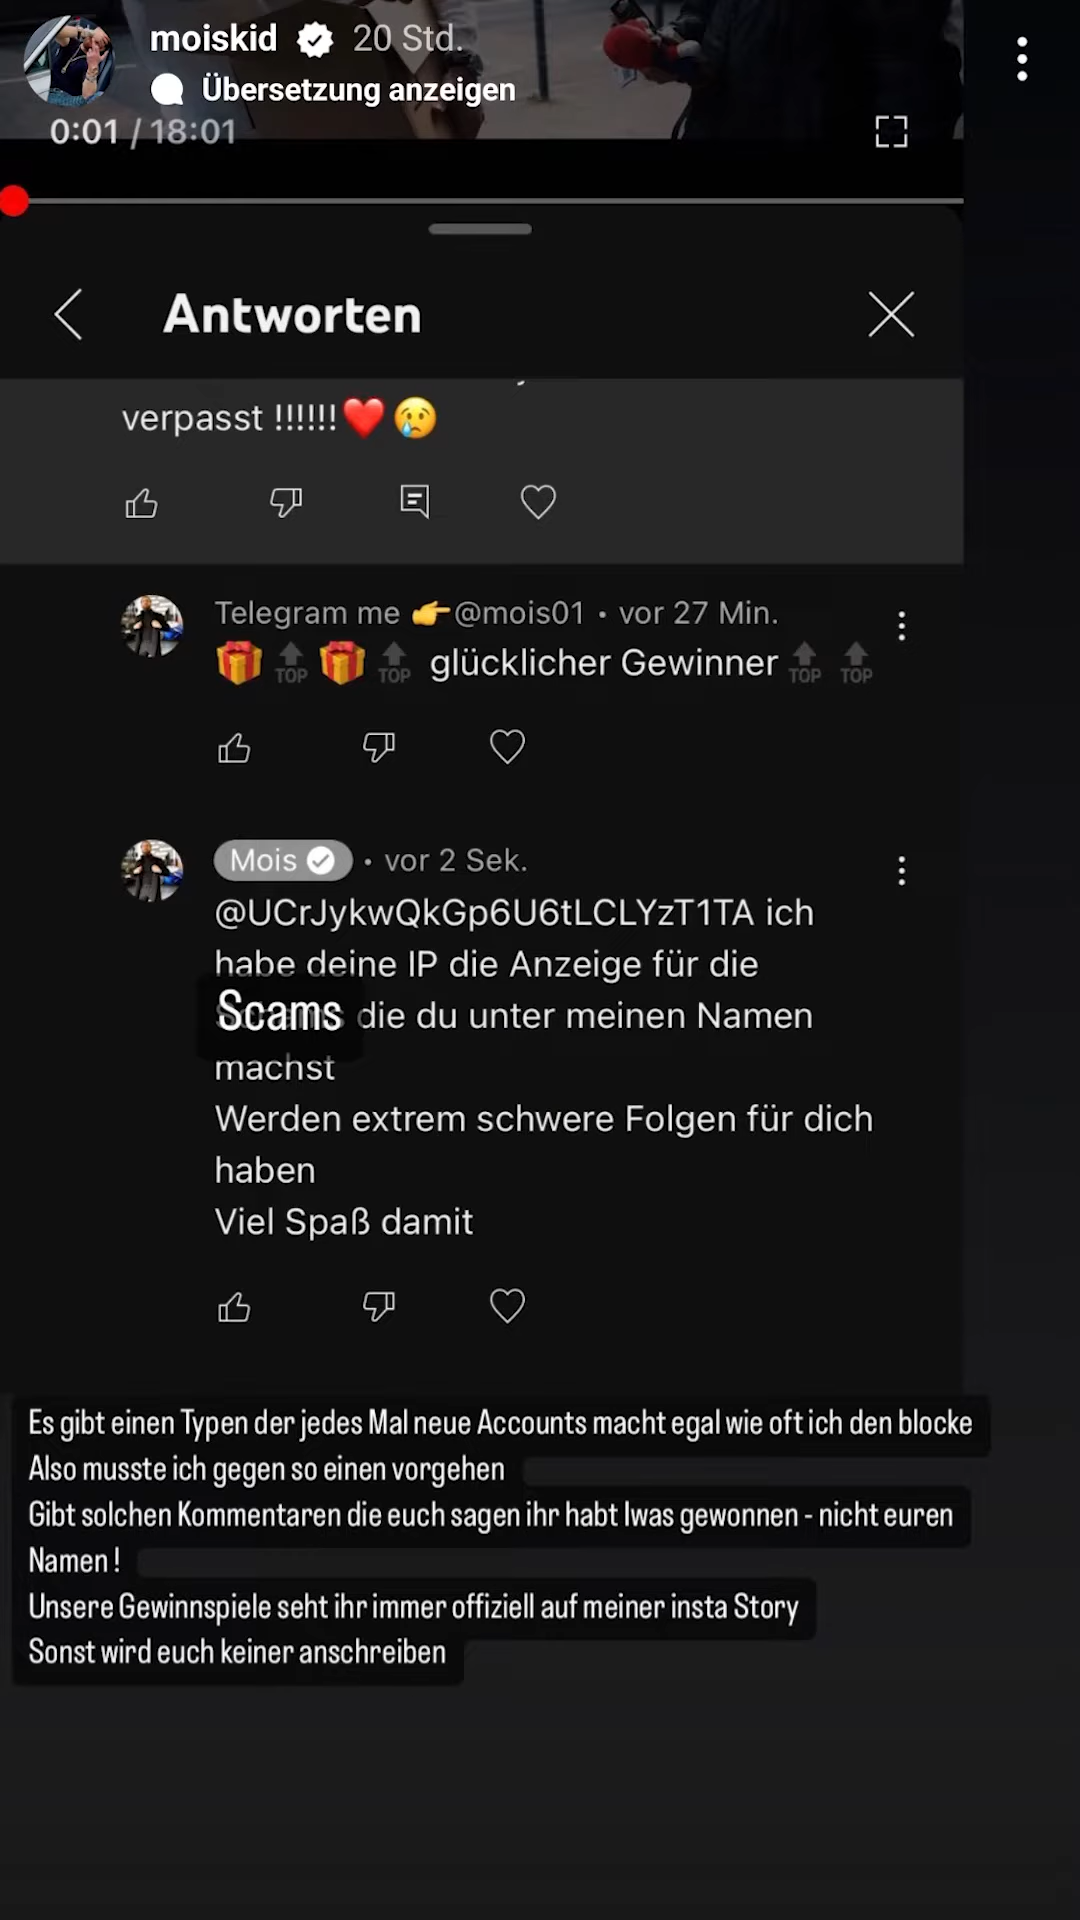 moiskid 20 Std.
Übersetzung anzeigen
0:01 / 18:01
Antworten
verpasst !!!!!!❤️😢
Telegram me 👉@mois01 • vor 27 Min.
🎁🔝🎁🔝 glücklicher Gewinner🔝🔝
Mois • vor 2 Sek.
@UCrJykwQkGp6U6tLCLYzT1TA ich
habe deine IP die Anzeige für die
Scams die du unter meinen Namen
machst
Werden extrem schwere Folgen für dich
haben
Viel Spaß damit
Es gibt einen Typen der jedes Mal neue Accounts macht egal wie oft ich den blocke
Also musste ich gegen so einen vorgehen
Gibt solchen Kommentaren die euch sagen ihr habt Iwas gewonnen - nicht euren
Namen !
Unsere Gewinnspiele seht ihr immer offiziell auf meiner insta Story
Sonst wird euch keiner anschreiben